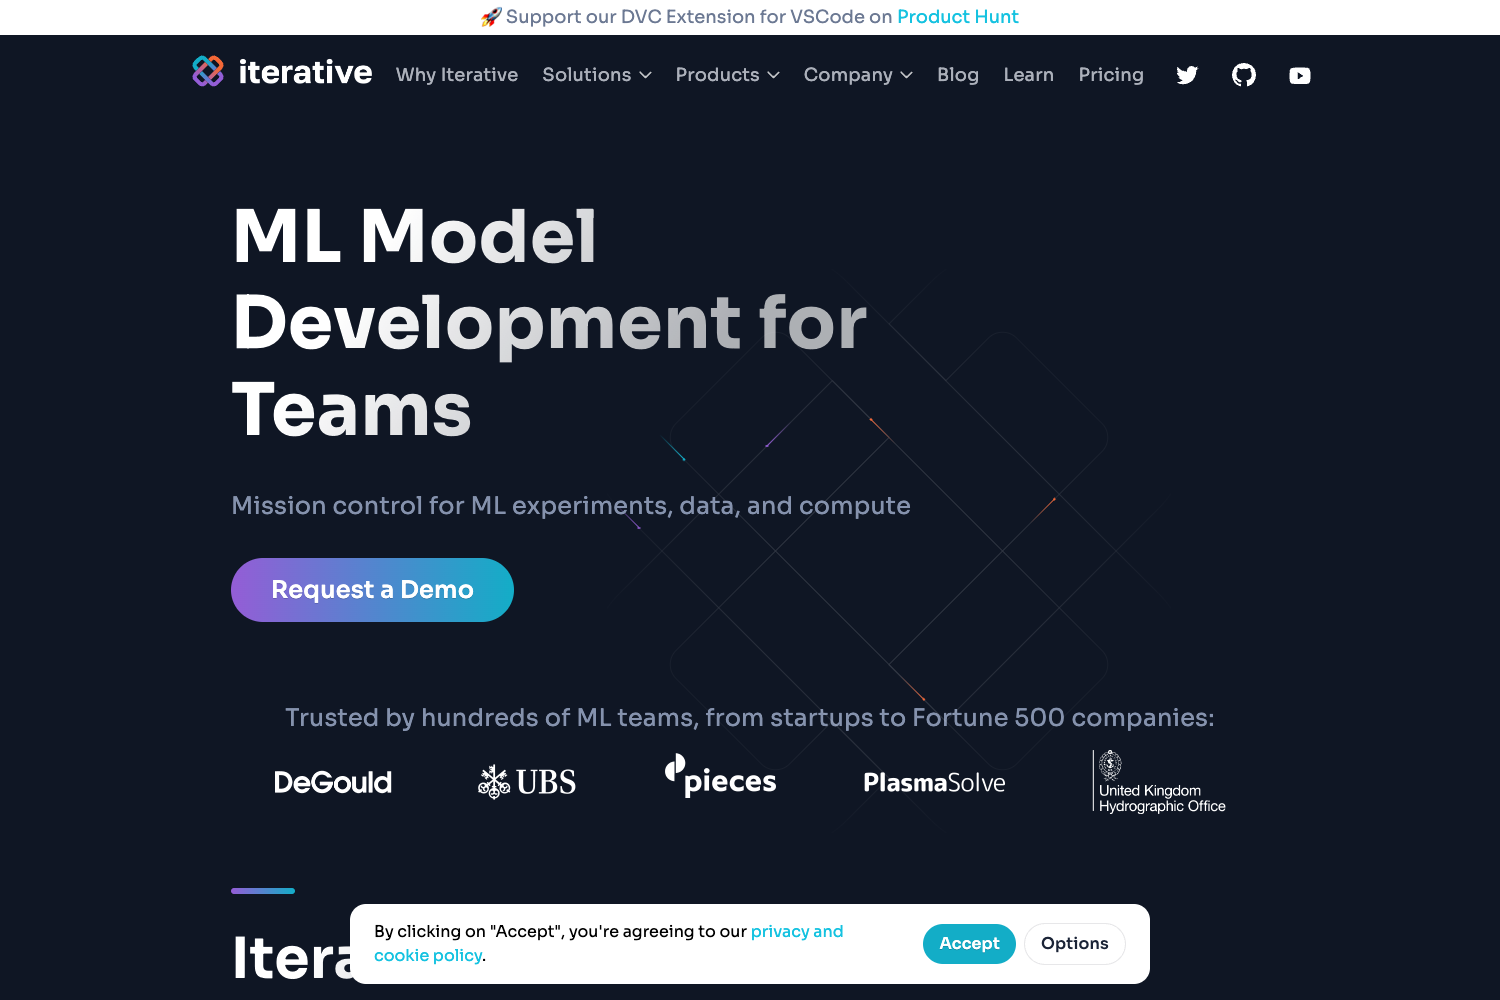 🚀 Support our DVC Extension for VSCode on Product Hunt
iterative Why Iterative Solutions Products Company Blog Learn Pricing
ML Model
Development for
Teams
Mission control for ML experiments, data, and compute
Request a Demo
Trusted by hundreds of ML teams, from startups to Fortune 500 companies:
DeGould UBS pieces PlasmaSolve United Kingdom
Hydrographic Office
By clicking on "Accept", you're agreeing to our privacy and
cookie policy.
Accept Options